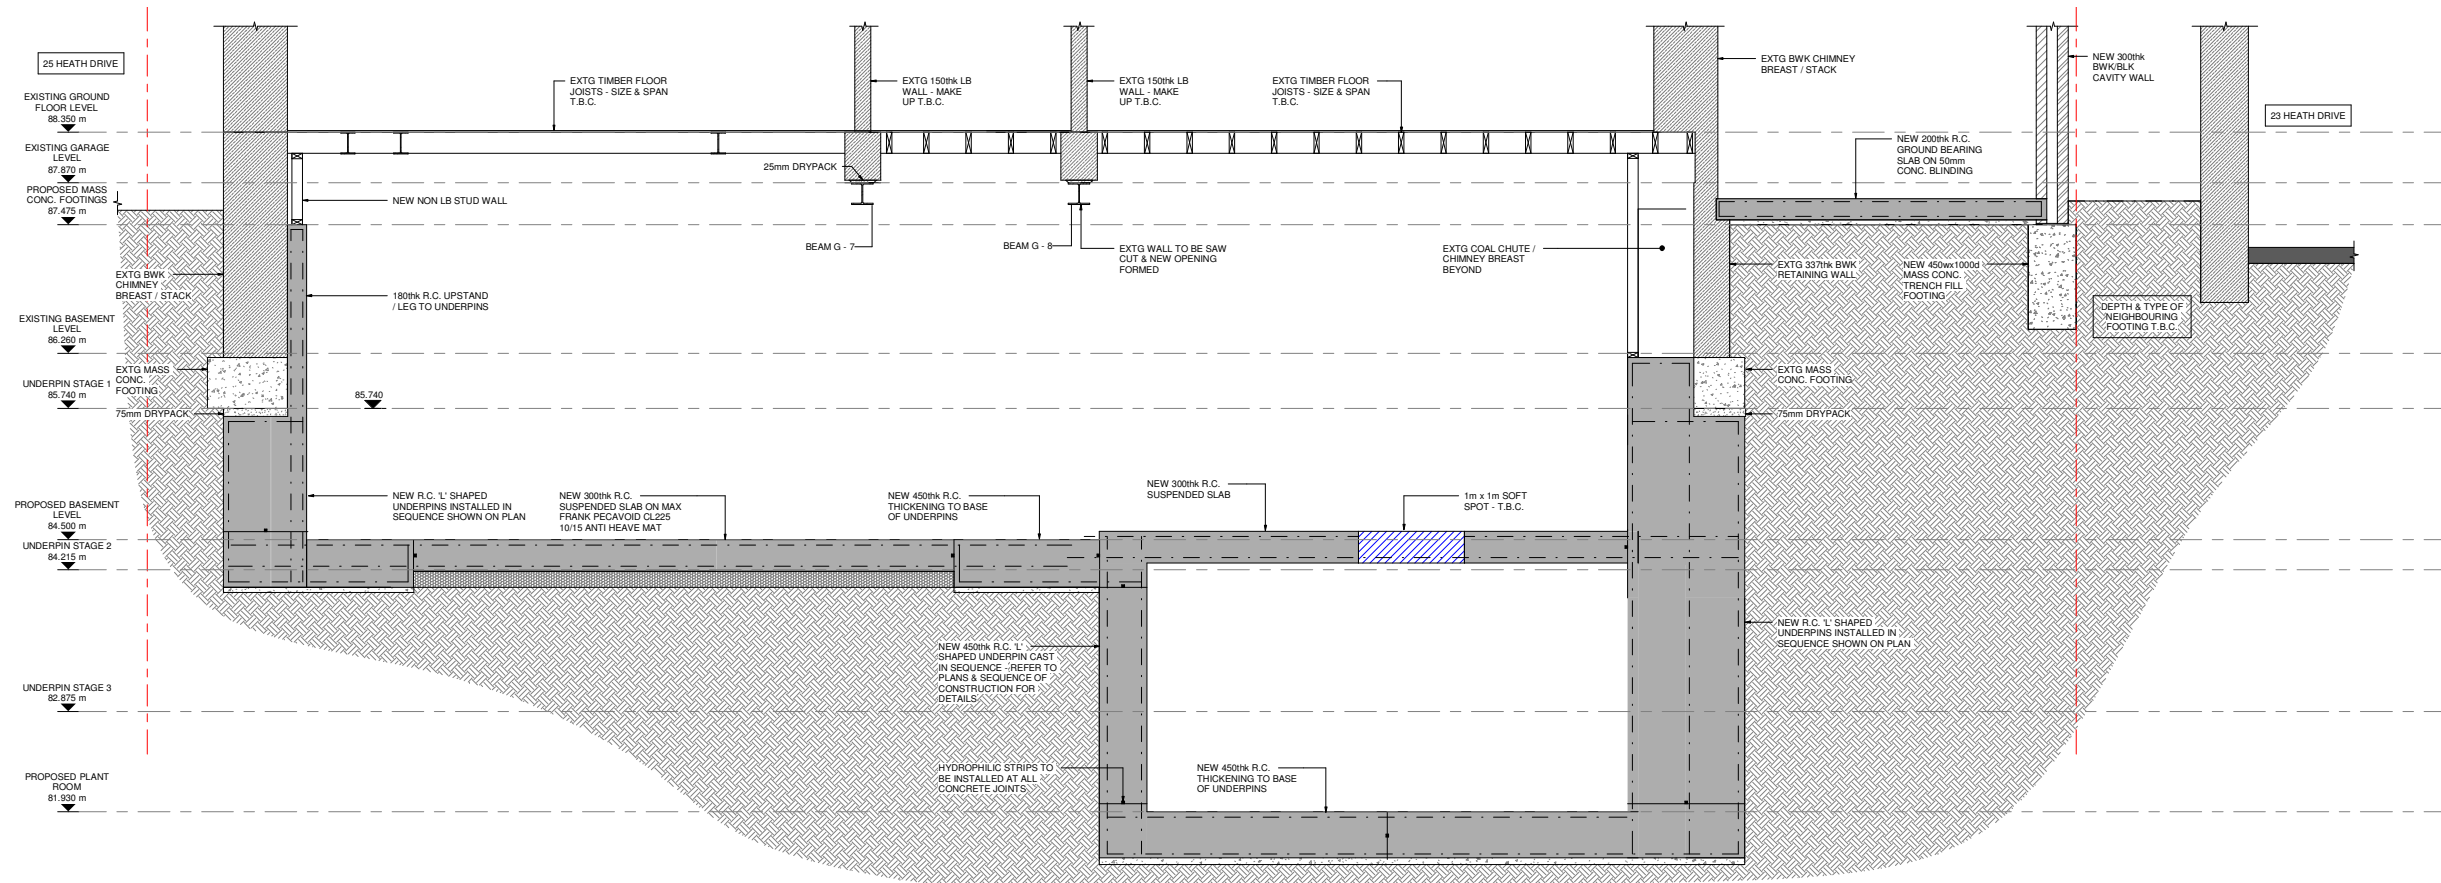 25 HEATH DRIVE
EXISTING GROUND
FLOOR LEVEL
88.350 m
EXISTING GARAGE
LEVEL
87.870 m
PROPOSED MASS
CONC. FOOTINGS
87.475 m
EXISTING BASEMENT
LEVEL
86.260 m
UNDERPIN STAGE 1
85.740 m
PROPOSED BASEMENT
LEVEL
84.500 m
UNDERPIN STAGE 2
84.215 m
UNDERPIN STAGE 3
82.875 m
PROPOSED PLANT
ROOM
81.930 m
EXTG BWK
CHIMNEY
BREAST / STACK
EXTG MASS
CONC.
FOOTING
75mm DRYPACK
EXTG TIMBER FLOOR
JOISTS - SIZE & SPAN
T.B.C.
NEW NON LB STUD WALL
180thk R.C. UPSTAND
/ LEG TO UNDERPINS
85.740
NEW R.C. 'L' SHAPED
UNDERPINS INSTALLED IN
SEQUENCE SHOWN ON PLAN
NEW 300thk R.C.
SUSPENDED SLAB ON MAX
FRANK PECAVOID CL225
10/15 ANTI HEAVE MAT
EXTG 150thk LB
WALL - MAKE
UP T.B.C.
25mm DRYPACK
BEAM G - 7
NEW 450thk R.C.
THICKENING TO BASE
OF UNDERPINS
EXTG 150thk LB
WALL - MAKE
UP T.B.C.
BEAM G - 8
EXTG WALL TO BE SAW
CUT & NEW OPENING
FORMED
EXTG TIMBER FLOOR
JOISTS - SIZE & SPAN
T.B.C.
NEW 300thk R.C.
SUSPENDED SLAB
1m x 1m SOFT
SPOT - T.B.C.
NEW 450thk R.C. 'L'
SHAPED UNDERPIN CAST
IN SEQUENCE - REFER TO
PLANS & SEQUENCE OF
CONSTRUCTION FOR
DETAILS
HYDROPHILIC STRIPS TO
BE INSTALLED AT ALL
CONCRETE JOINTS
NEW 450thk R.C.
THICKENING TO BASE
OF UNDERPINS
EXTG COAL CHUTE /
CHIMNEY BREAST
BEYOND
EXTG BWK CHIMNEY
BREAST / STACK
NEW 200thk R.C.
GROUND BEARING
SLAB ON 50mm
CONC. BLINDING
EXTG 337thk BWK
RETAINING WALL
NEW 450wx1000d
MASS CONC.
TRENCH FILL
FOOTING
EXTG MASS
CONC. FOOTING
75mm DRYPACK
NEW R.C. 'L' SHAPED
UNDERPINS INSTALLED IN
SEQUENCE SHOWN ON PLAN
NEW 300thk
BWK/BLK
CAVITY WALL
23 HEATH DRIVE
DEPTH & TYPE OF
NEIGHBOURING
FOOTING T.B.C.